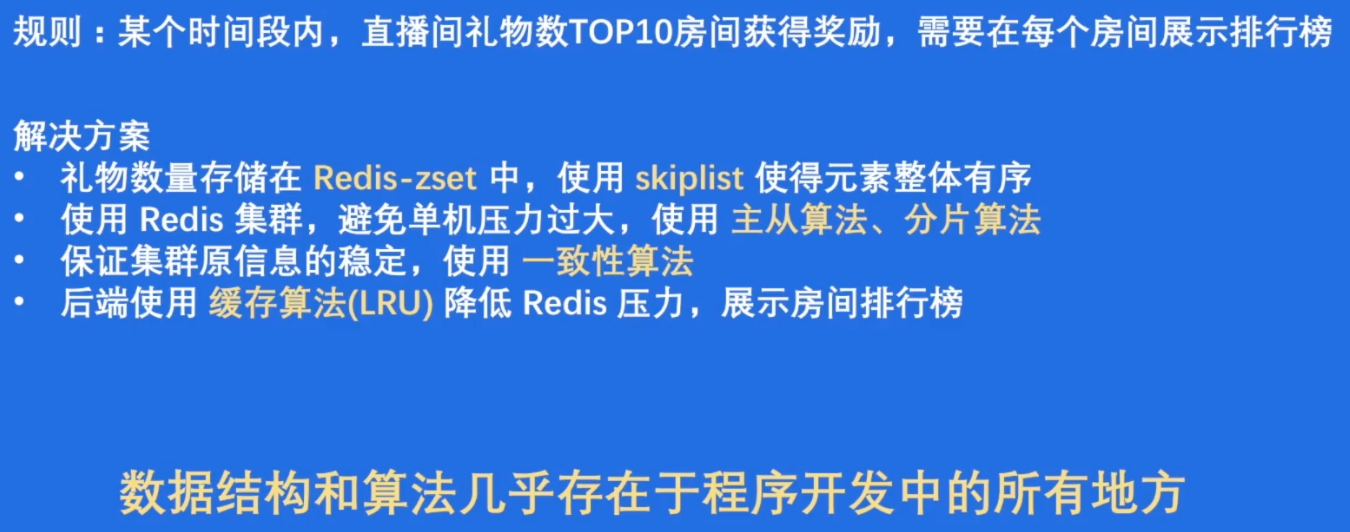 规则：某个时间段内，直播间礼物数TOP10房间获得奖励，需要在每个房间展示排行榜
解决方案
• 礼物数量存储在 Redis-zset 中，使用 skiplist 使得元素整体有序
• 使用 Redis 集群，避免单机压力过大，使用 主从算法、分片算法
• 保证集群原信息的稳定，使用 一致性算法
• 后端使用 缓存算法(LRU) 降低 Redis 压力，展示房间排行榜
数据结构和算法几乎存在于程序开发中的所有地方